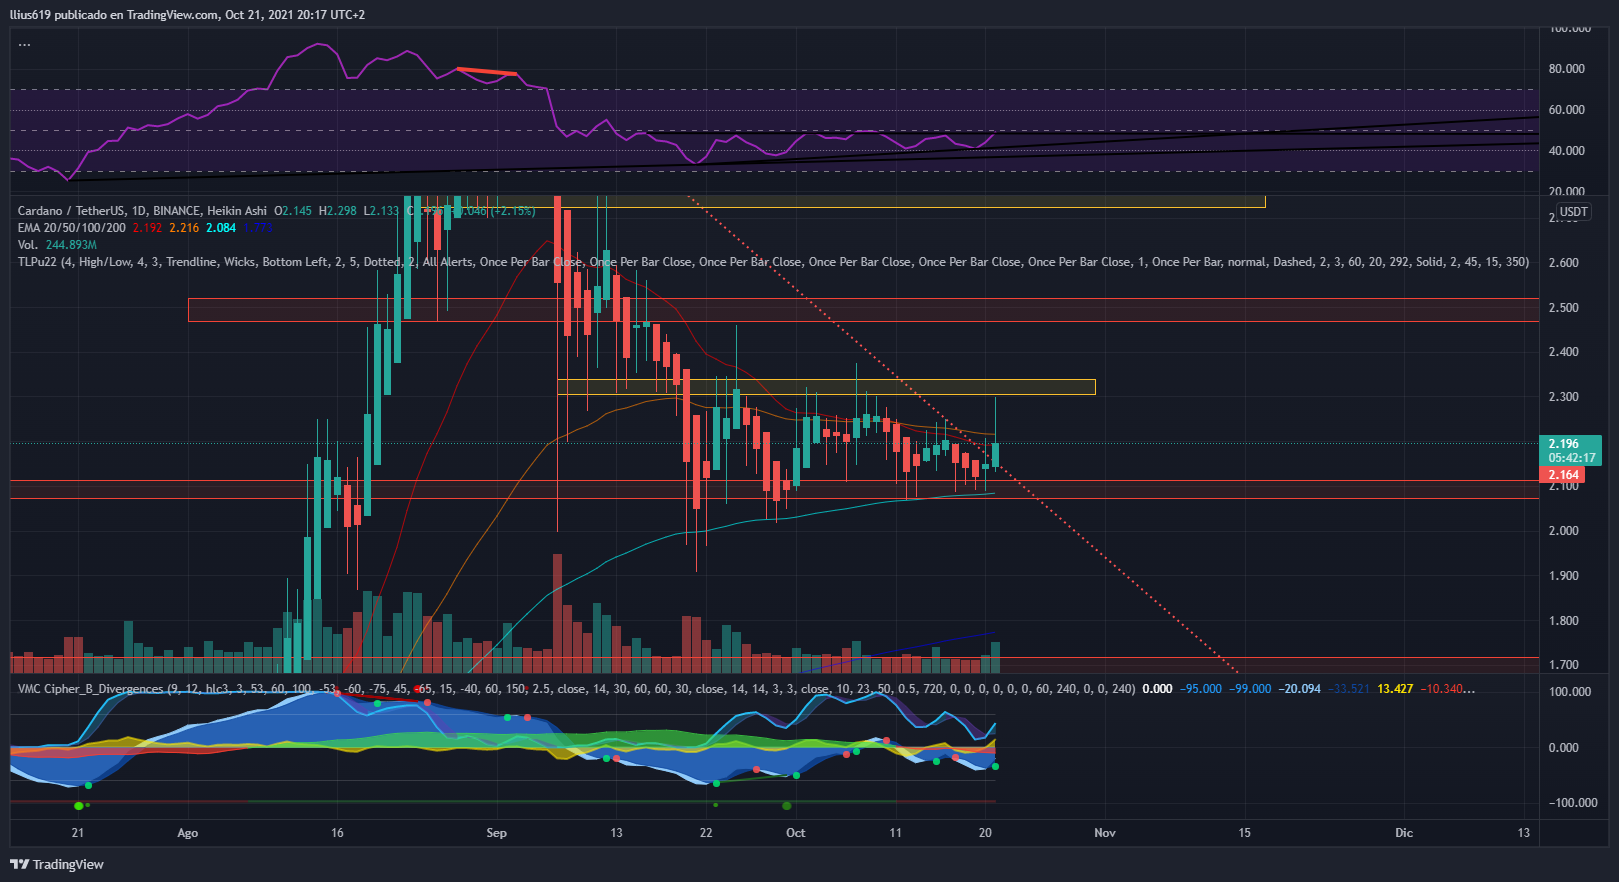 llius619 publicado en TradingView.com, Oct 21, 2021 20:17 UTC+2
...
100.000
80.000
60.000
40.000
20.000
Cardano / TetherUS, 1D, BINANCE, Heikin Ashi O2.145 H2.298 L2.133 (+2.15%)
USDT
EMA 20/50/100/200 2.192 2.216 2.084
Vol. 244.893M
TLPu22 (4, High/Low, 4, 3, Trendline, Wicks, Bottom Left, 2, 5, Dotted, 2, All Alerts, Once Per Bar Close, Once Per Bar Close, Once Per Bar Close, Once Per Bar Close, Once Per Bar Close, Once Per Bar Close, 1, Once Per Bar, normal, Dashed, 2, 3, 60, 20, 292, Solid, 2, 45, 15, 350)
2.600
2.500
2.400
2.300
2.196
05:42:17
2.164
2.100
2.000
1.900
1.800
1.700
VMC Cipher_B_Divergences (9, 12, hlc3, 3, 53, 60, 100, -53, -60, -75, 45, -65, 15, -40, 60, 150, 2.5, close, 14, 30, 60, 60, 30, close, 14, 14, 3, 3, close, 10, 23, 50, 0.5, 720, 0, 0, 0, 0, 0, 0, 60, 240, 0, 0, 240) 0.000 −95.000 −99.000 −20.094 −33.521 13.427 −10.340...
100.000
0.000
−100.000
21 Ago 16 Sep 13 22 Oct 11 20 Nov 15 Dic 13
TradingView